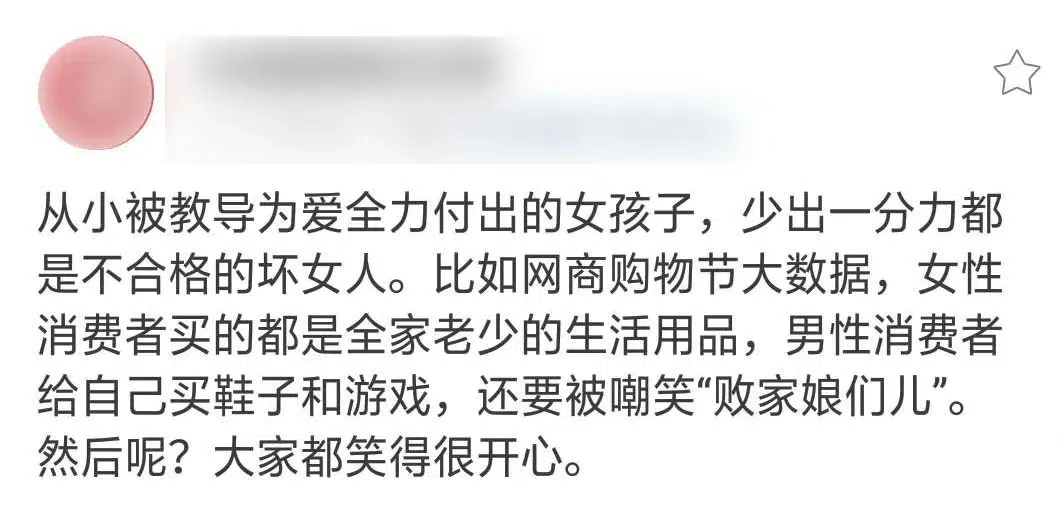 从小被教导为爱全力付出的女孩子，少出一分力都
是不合格的坏女人。比如网商购物节大数据，女性
消费者买的都是全家老少的生活用品，男性消费者
给自己买鞋子和游戏，还要被嘲笑“败家娘们儿”。
然后呢？大家都笑得很开心。